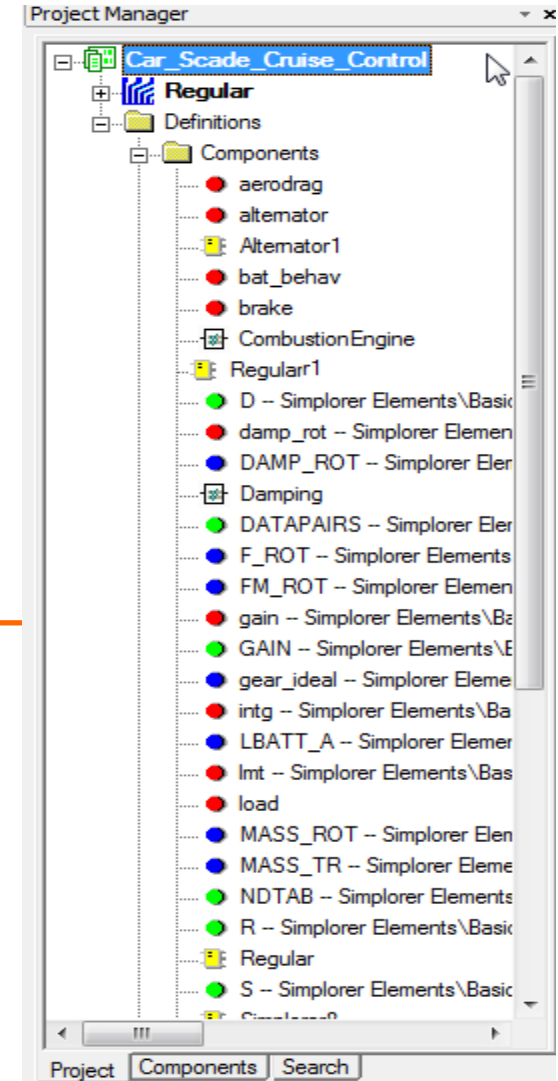 Project Manager
Car_Scade_Cruise_Control
Regular
Definitions
Components
aerodrag
alternator
Alternator1
bat_behav
brake
CombustionEngine
Regularr1
D -- Simplorer Elements\Basic
damp_rot -- Simplorer Elemen
DAMP_ROT -- Simplorer Eler
Damping
DATAPAIRS -- Simplorer Eler
F_ROT -- Simplorer Elements
FM_ROT -- Simplorer Elemen
gain -- Simplorer Elements\Ba
GAIN -- Simplorer Elements\E
gear_ideal -- Simplorer Eleme
intg -- Simplorer Elements\Ba
LBATT_A -- Simplorer Elemer
lmt -- Simplorer Elements\Bas
load
MASS_ROT -- Simplorer Elem
MASS_TR -- Simplorer Eleme
NDTAB -- Simplorer Elements
R -- Simplorer Elements\Basic
Regular
S -- Simplorer Elements\Basic
Project Components Search